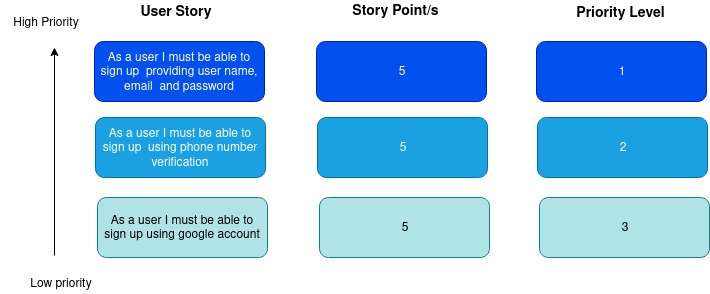 User Story
Story Point/s
Priority Level
High Priority
As a user I must be able to
sign up  providing user name,
email  and password
5
1
As a user I must be able to
sign up  using phone number
verification
5
2
As a user I must be able to
sign up using google account
5
3
Low priority